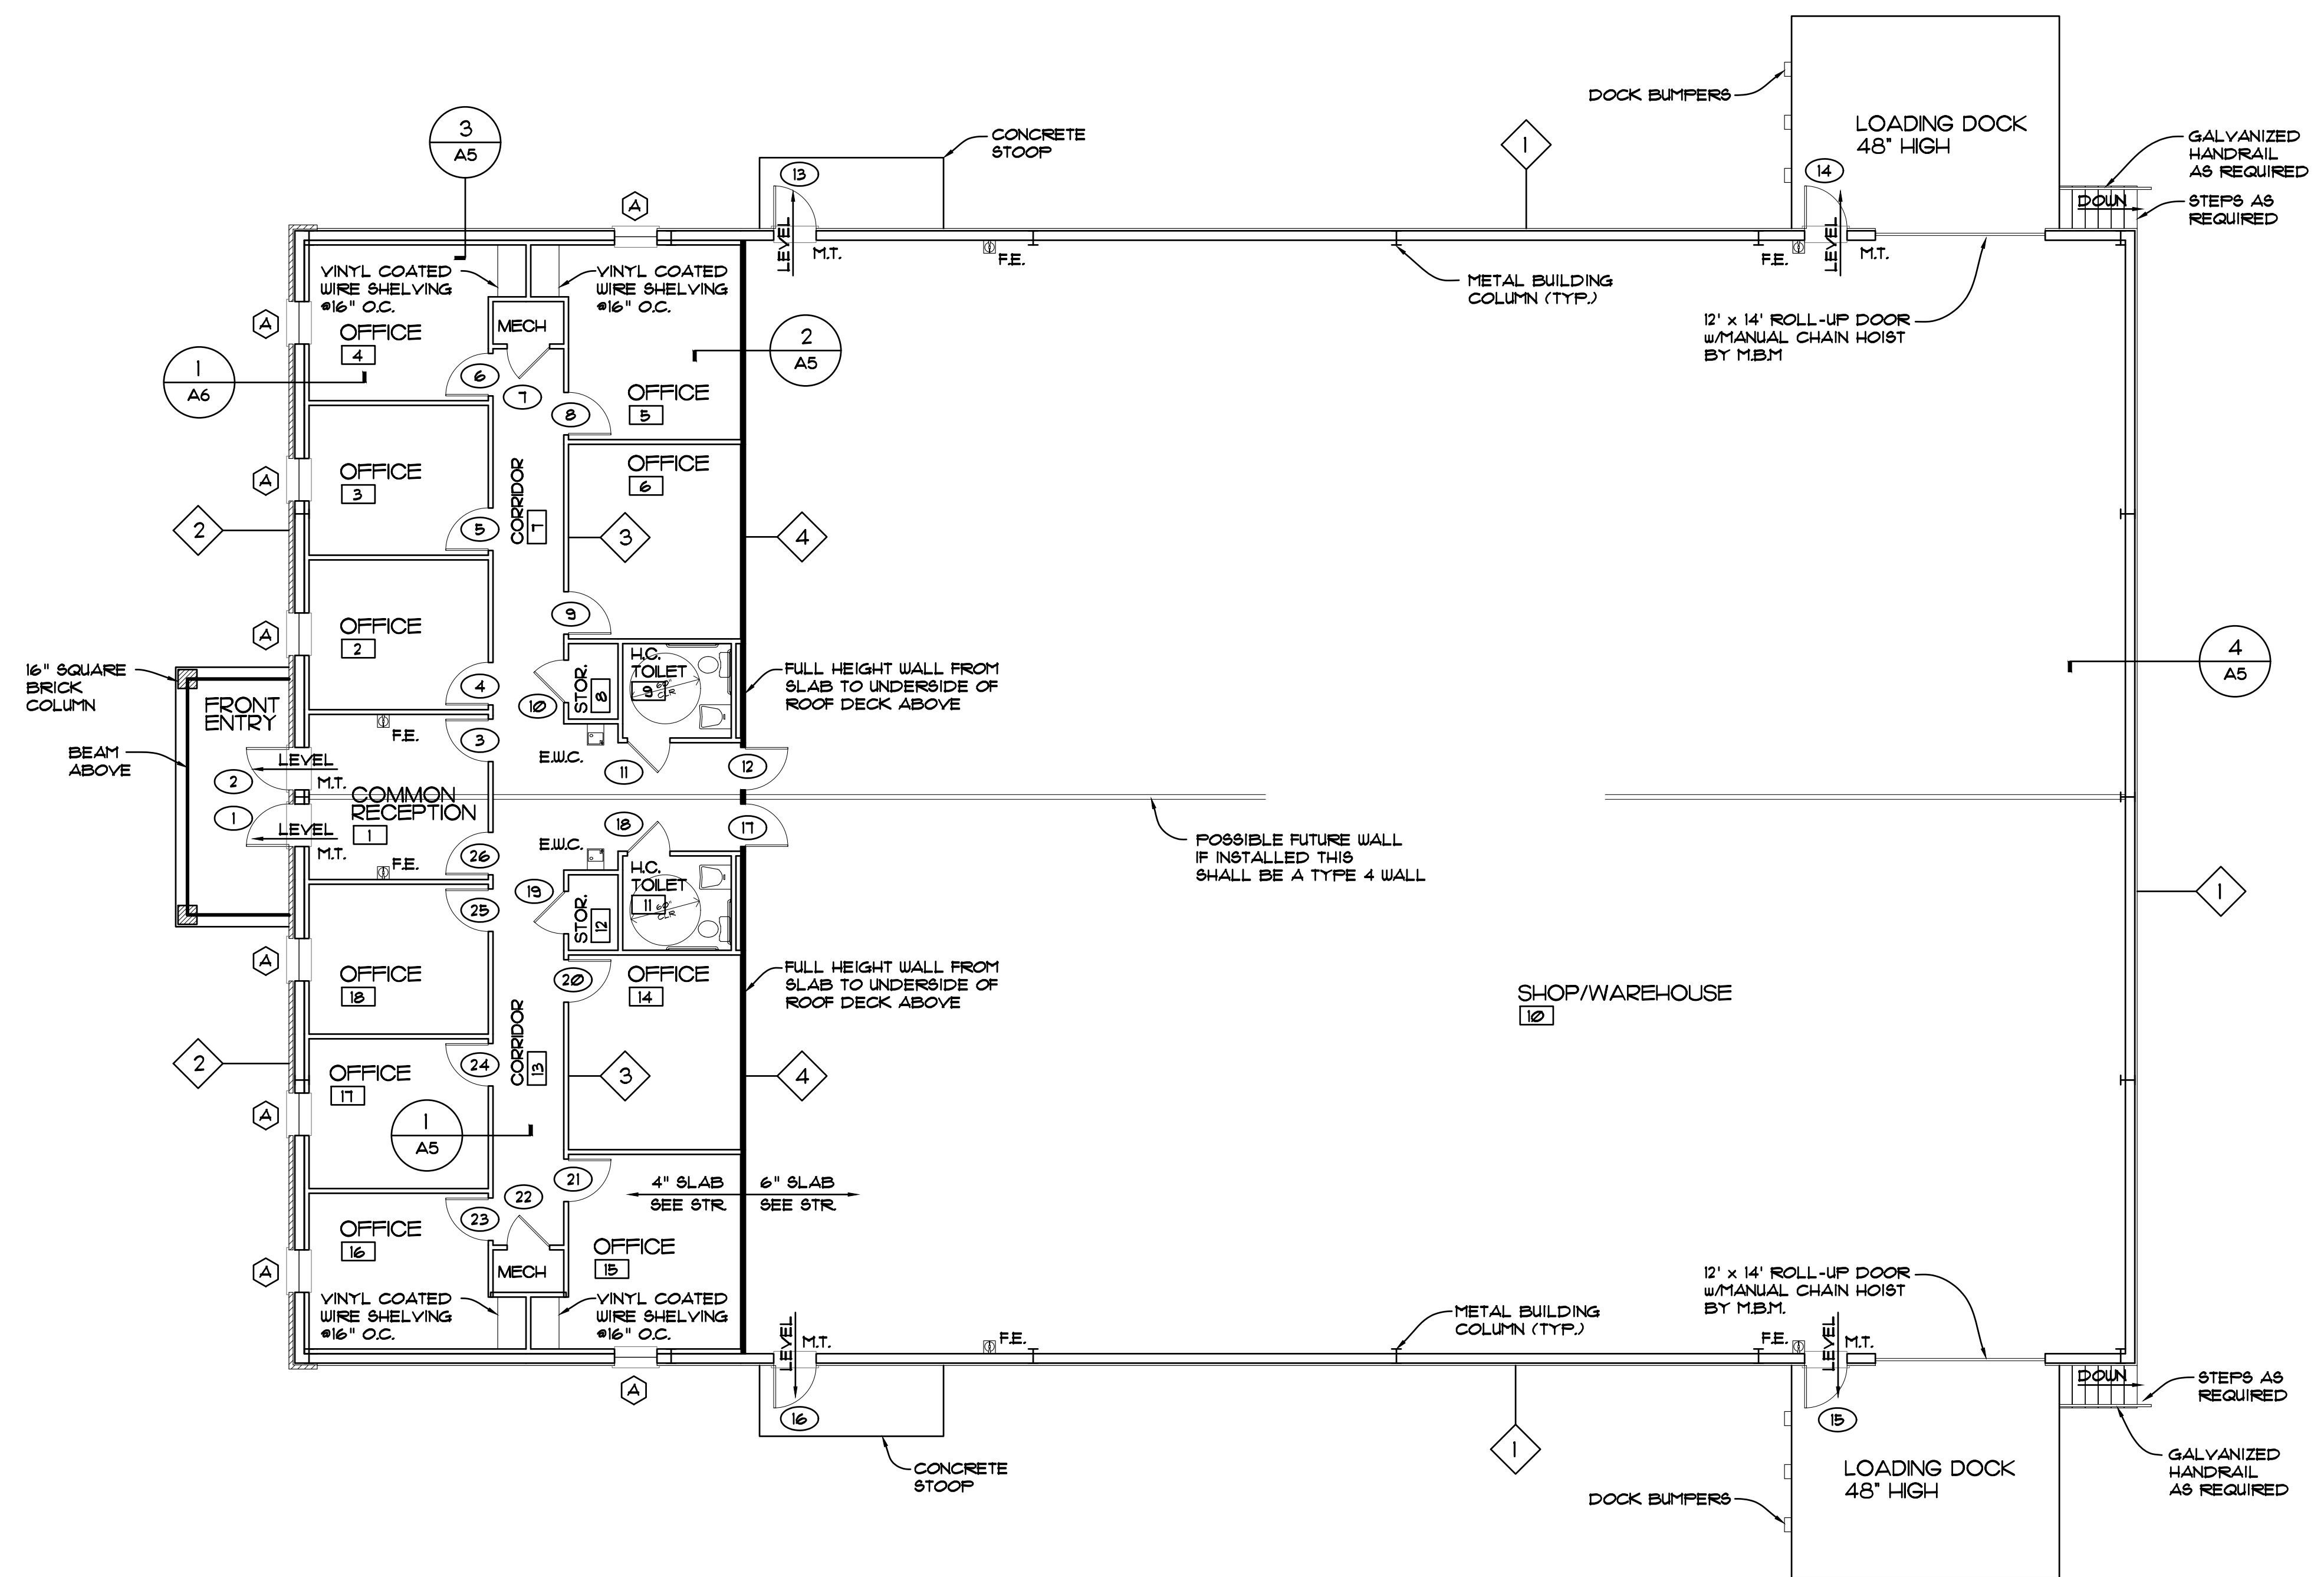 DOCK BUMPERS
LOADING DOCK
48" HIGH
GALVANIZED
HANDRAIL
AS REQUIRED
DOWN
STEPS AS
REQUIRED
3
A5
CONCRETE
STOOP
1
13
14
A
LEVEL
M.T.
F.E.
F.E.
LEVEL
M.T.
METAL BUILDING
COLUMN (TYP.)
12' x 14' ROLL-UP DOOR
w/MANUAL CHAIN HOIST
BY M.B.M
VINYL COATED
WIRE SHELVING
@16" O.C.
VINYL COATED
WIRE SHELVING
@16" O.C.
A
OFFICE
4
MECH
2
A5
1
A6
6
7
8
OFFICE
5
A
OFFICE
3
CORRIDOR
7
OFFICE
6
2
5
3
4
A
OFFICE
2
9
16" SQUARE
BRICK
COLUMN
FRONT
ENTRY
4
10
STOR.
8
H.C.
TOILET
9
60"
CLR
FULL HEIGHT WALL FROM
SLAB TO UNDERSIDE OF
ROOF DECK ABOVE
4
A5
BEAM
ABOVE
F.E.
3
E.W.C.
11
12
LEVEL
2
M.T.
COMMON
RECEPTION
1
1
LEVEL
M.T.
F.E.
26
E.W.C.
18
17
POSSIBLE FUTURE WALL
IF INSTALLED THIS
SHALL BE A TYPE 4 WALL
25
19
STOR.
12
H.C.
TOILET
11
60"
CLR
1
A
OFFICE
18
20
OFFICE
14
FULL HEIGHT WALL FROM
SLAB TO UNDERSIDE OF
ROOF DECK ABOVE
SHOP/WAREHOUSE
10
2
OFFICE
17
24
CORRIDOR
13
3
4
A
1
A5
21
22
4" SLAB
SEE STR.
6" SLAB
SEE STR.
23
OFFICE
16
OFFICE
15
A
MECH
VINYL COATED
WIRE SHELVING
@16" O.C.
VINYL COATED
WIRE SHELVING
@16" O.C.
12' x 14' ROLL-UP DOOR
w/MANUAL CHAIN HOIST
BY M.B.M.
METAL BUILDING
COLUMN (TYP.)
LEVEL
M.T.
F.E.
F.E.
LEVEL
M.T.
A
16
15
DOWN
STEPS AS
REQUIRED
CONCRETE
STOOP
1
LOADING DOCK
48" HIGH
DOCK BUMPERS
GALVANIZED
HANDRAIL
AS REQUIRED